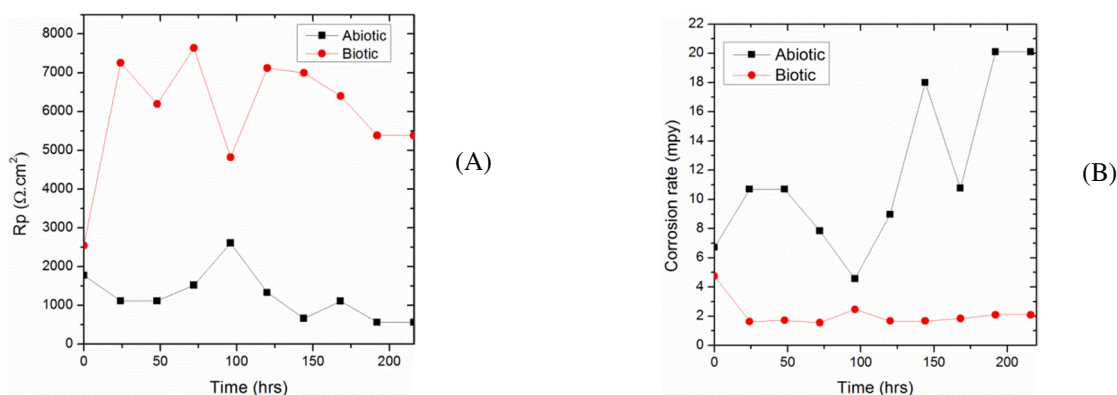 8000
7000
6000
5000
4000
3000
2000
1000
0
Rp (Ω.cm²)
Abiotic
Biotic
0 50 100 150 200
Time (hrs)
(A)
22
20
18
16
14
12
10
8
6
4
2
0
Corrosion rate (mpy)
Abiotic
Biotic
0 50 100 150 200
Time (hrs)
(B)